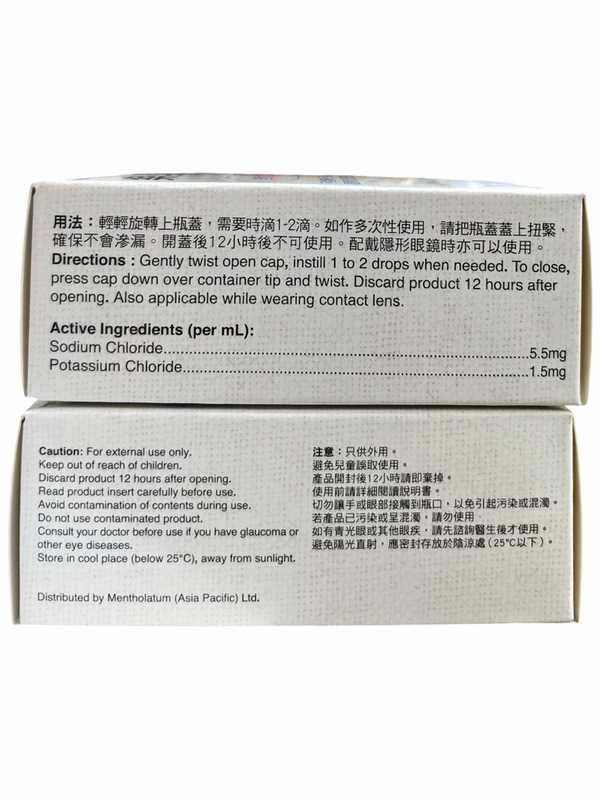 用法：輕輕旋轉上瓶蓋，需要時滴1-2滴。如作多次性使用，請把瓶蓋蓋上扭緊，
確保不會滲漏。開蓋後12小時後不可使用。配戴隱形眼鏡時亦可以使用。
Directions : Gently twist open cap, instill 1 to 2 drops when needed. To close,
press cap down over container tip and twist. Discard product 12 hours after
opening. Also applicable while wearing contact lens.
Active Ingredients (per mL):
Sodium Chloride..........................................................................5.5mg
Potassium Chloride......................................................................1.5mg
Caution: For external use only.
Keep out of reach of children.
Discard product 12 hours after opening.
Read product insert carefully before use.
Avoid contamination of contents during use.
Do not use contaminated product.
Consult your doctor before use if you have glaucoma or
other eye diseases.
Store in cool place (below 25°C), away from sunlight.
Distributed by Mentholatum (Asia Pacific) Ltd.
注意：只供外用。
避免兒童誤取使用。
產品開封後12小時請即棄掉。
使用前請詳細閱讀說明書。
切勿讓手或眼部接觸到瓶口，以免引起污染或混濁。
若產品已污染或呈混濁，請勿使用。
如有青光眼或其他眼疾，請先諮詢醫生後才使用。
避免陽光直射，應密封存放於陰涼處（25°C以下）。